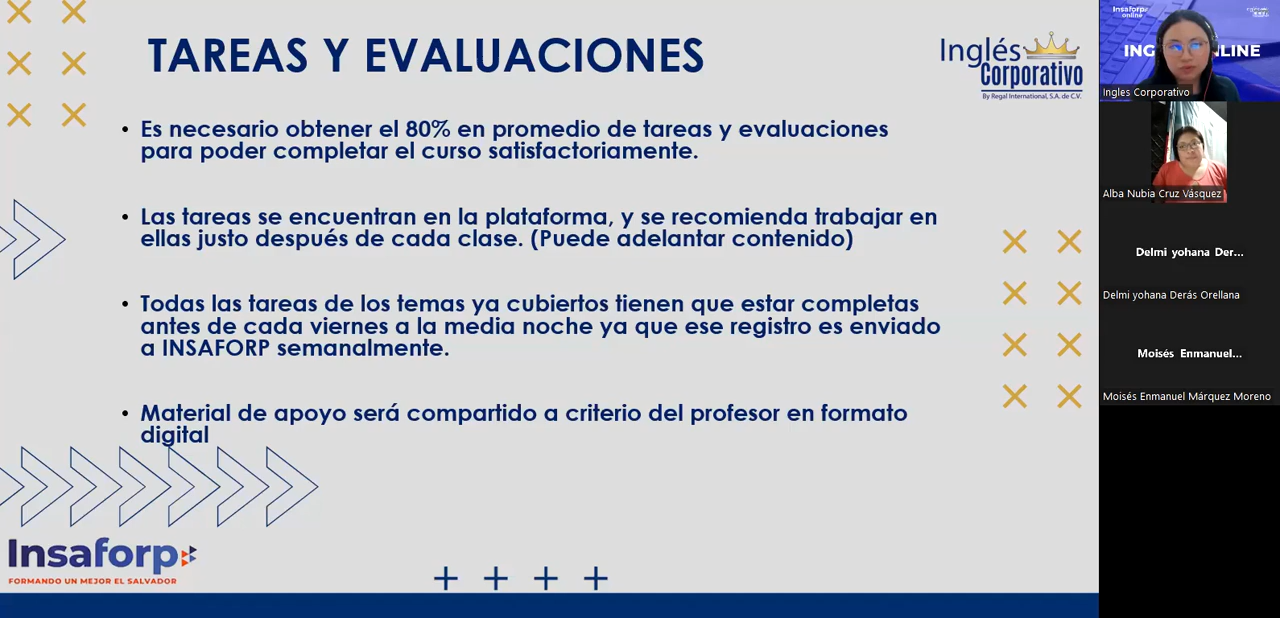 TAREAS Y EVALUACIONES
Inglés
Corporativo
By Regal International, S.A. de C.V.
• Es necesario obtener el 80% en promedio de tareas y evaluaciones
para poder completar el curso satisfactoriamente.
• Las tareas se encuentran en la plataforma, y se recomienda trabajar en
ellas justo después de cada clase. (Puede adelantar contenido)
• Todas las tareas de los temas ya cubiertos tienen que estar completas
antes de cada viernes a la media noche ya que ese registro es enviado
a INSAFORP semanalmente.
• Material de apoyo será compartido a criterio del profesor en formato
digital
Insaforp
FORMANDO UN MEJOR EL SALVADOR
Insaforp
online
ING LINE
Ingles Corporativo
Alba Nubia Cruz Vásquez
Delmi yohana Der...
Delmi yohana Derás Orellana
Moisés Enmanuel...
Moisés Enmanuel Márquez Moreno